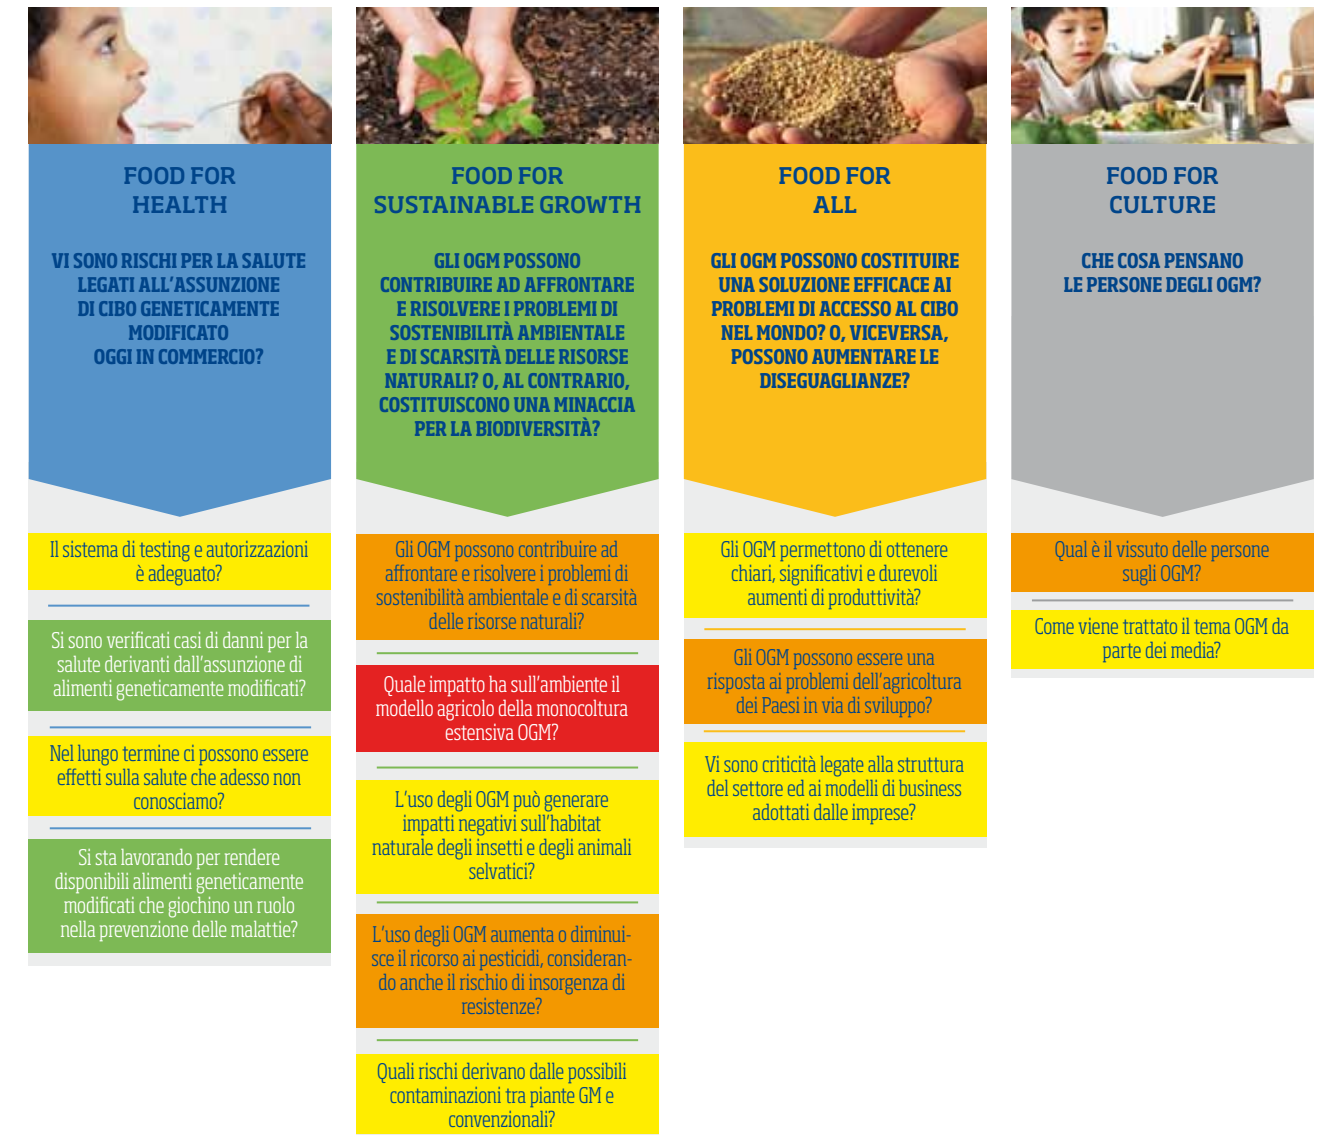 FOOD FOR
HEALTH
VI SONO RISCHI PER LA SALUTE
LEGATI ALL'ASSUNZIONE
DI CIBO GENETICAMENTE
MODIFICATO
OGGI IN COMMERCIO?
Il sistema di testing e autorizzazioni
è adeguato?
Si sono verificati casi di danni per la
salute derivanti dall'assunzione di
alimenti geneticamente modificati?
Nel lungo termine ci possono essere
effetti sulla salute che adesso non
conosciamo?
Si sta lavorando per rendere
disponibili alimenti geneticamente
modificati che giochino un ruolo
nella prevenzione delle malattie?
FOOD FOR
SUSTAINABLE GROWTH
GLI OGM POSSONO
CONTRIBUIRE AD AFFRONTARE
E RISOLVERE I PROBLEMI DI
SOSTENIBILITÀ AMBIENTALE
E DI SCARSITÀ DELLE RISORSE
NATURALI? O, AL CONTRARIO,
COSTITUISCONO UNA MINACCIA
PER LA BIODIVERSITÀ?
Gli OGM possono contribuire ad
affrontare e risolvere i problemi di
sostenibilità ambientale e di scarsità
delle risorse naturali?
Quale impatto ha sull'ambiente il
modello agricolo della monocoltura
estensiva OGM?
L'uso degli OGM può generare
impatti negativi sull'habitat
naturale degli insetti e degli animali
selvatici?
L'uso degli OGM aumenta o diminui-
sce il ricorso ai pesticidi, consideran-
do anche il rischio di insorgenza di
resistenze?
Quali rischi derivano dalle possibili
contaminazioni tra piante GM e
convenzionali?
FOOD FOR
ALL
GLI OGM POSSONO COSTITUIRE
UNA SOLUZIONE EFFICACE AI
PROBLEMI DI ACCESSO AL CIBO
NEL MONDO? O, VICEVERSA,
POSSONO AUMENTARE LE
DISEGUAGLIANZE?
Gli OGM permettono di ottenere
chiari, significativi e durevoli
aumenti di produttività?
Gli OGM possono essere una
risposta ai problemi dell'agricoltura
dei Paesi in via di sviluppo?
Vi sono criticità legate alla struttura
del settore ed ai modelli di business
adottati dalle imprese?
FOOD FOR
CULTURE
CHE COSA PENSANO
LE PERSONE DEGLI OGM?
Qual è il vissuto delle persone
sugli OGM?
Come viene trattato il tema OGM da
parte dei media?